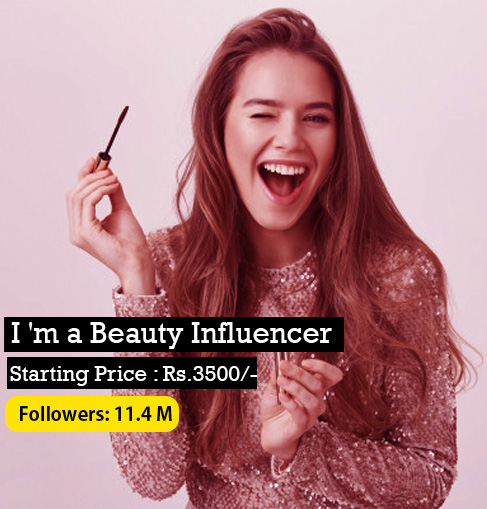 I 'm a Beauty Influencer
Starting Price : Rs.3500/-
Followers: 11.4 M